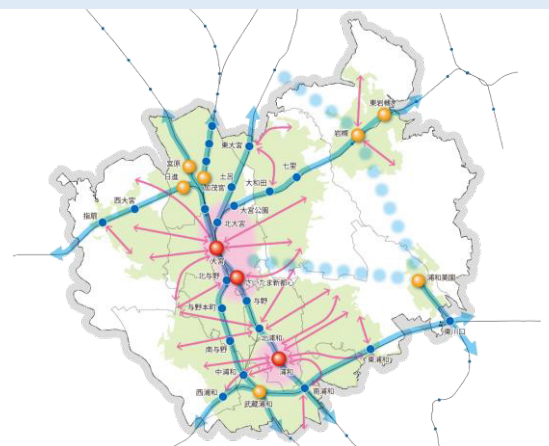 東岩槻
岩槻
東大宮
七里
宮原
土呂
大和田
日進
加茂宮
西大宮
大宮公園
指扇
北大宮
大宮
浦和美園
北与野
さいたま新都心
与野
与野本町
東川口
北浦和
南与野
東浦和
浦和
中浦和
西浦和
南浦和
武蔵浦和